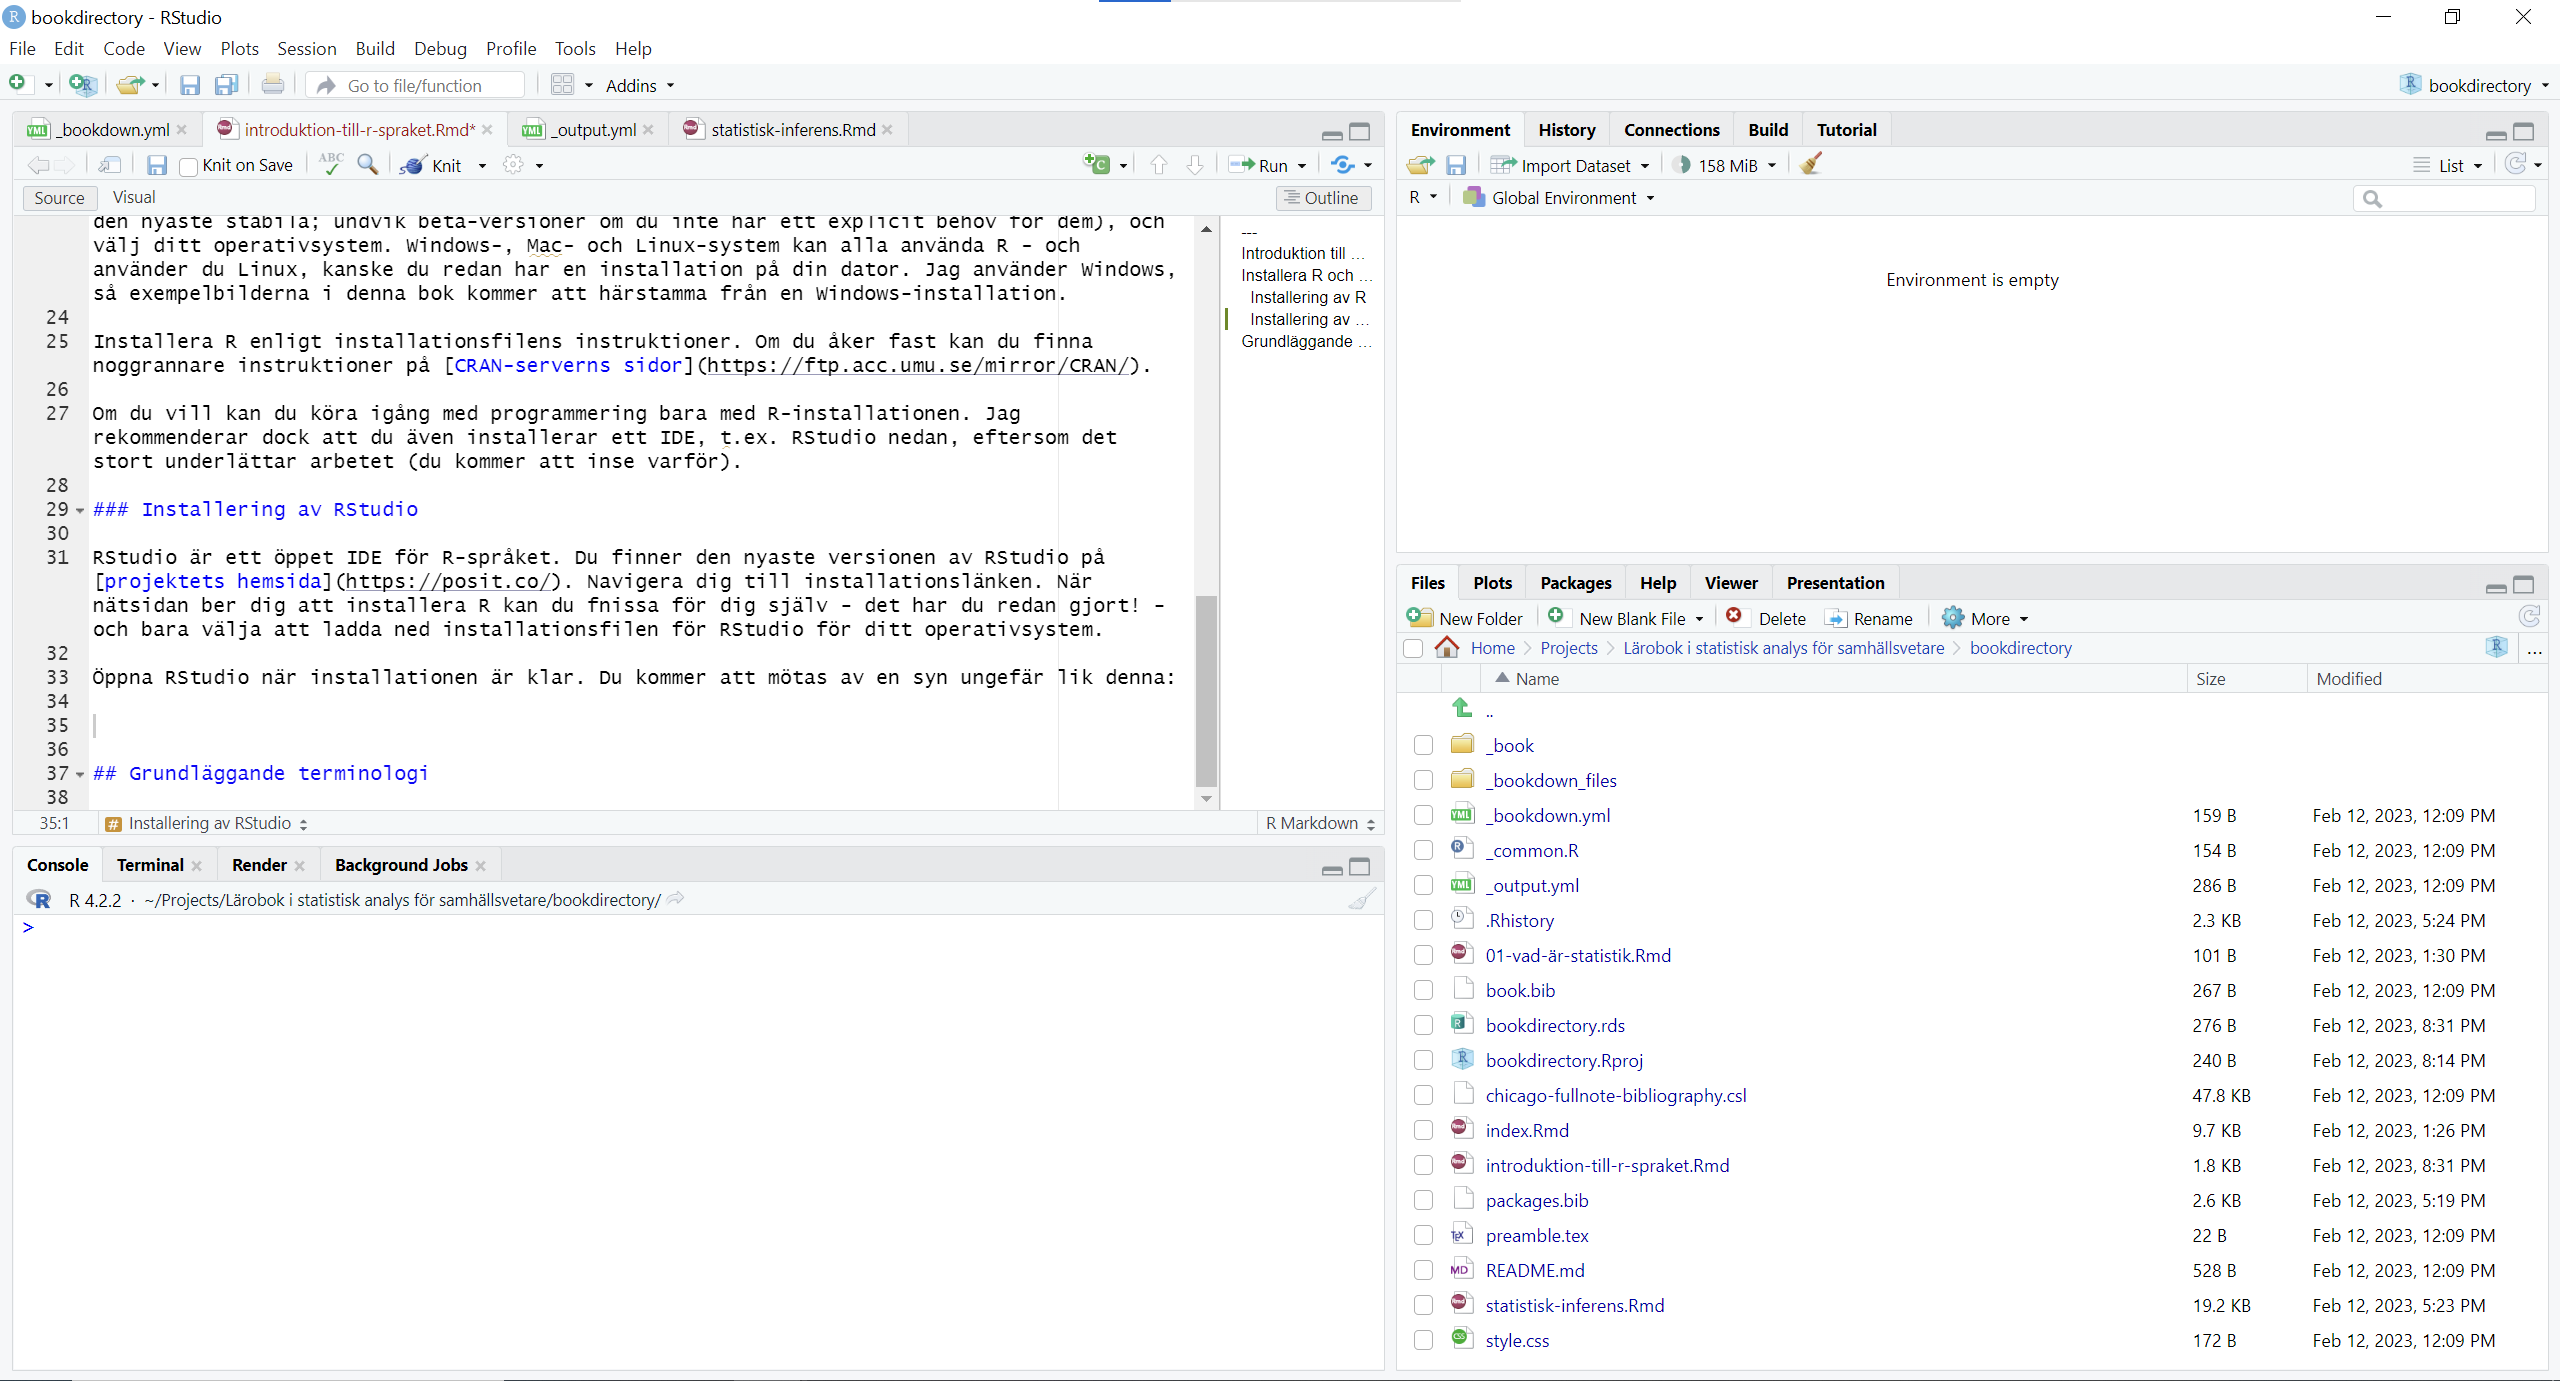 bookdirectory - RStudio
File Edit Code View Plots Session Build Debug Profile Tools Help
Go to file/function Addins bookdirectory
_bookdown.yml introduktion-till-r-spraket.Rmd* _output.yml statistisk-inferens.Rmd
Knit on Save ABC Knit Run
Source Visual Outline
den nyaste stabila; undvik beta-versioner om du inte har ett explicit behov för dem), och
välj ditt operativsystem. Windows-, Mac- och Linux-system kan alla använda R - och
använder du Linux, kanske du redan har en installation på din dator. Jag använder Windows,
så exempelbilderna i denna bok kommer att härstamma från en Windows-installation.
24
25 Installera R enligt installationsfilens instruktioner. Om du åker fast kan du finna
noggrannare instruktioner på [CRAN-serverns sidor](https://ftp.acc.umu.se/mirror/CRAN/).
26
27 Om du vill kan du köra igång med programmering bara med R-installationen. Jag
rekommenderar dock att du även installerar ett IDE, t.ex. RStudio nedan, eftersom det
stort underlättar arbetet (du kommer att inse varför).
28
29 ### Installering av RStudio
30
31 RStudio är ett öppet IDE för R-språket. Du finner den nyaste versionen av RStudio på
[projektets hemsida](https://posit.co/). Navigera dig till installationslänken. När
nätsidan ber dig att installera R kan du fnissa för dig själv - det har du redan gjort! -
och bara välja att ladda ned installationsfilen för RStudio för ditt operativsystem.
32
33 Öppna RStudio när installationen är klar. Du kommer att mötas av en syn ungefär lik denna:
34
35
36
37 ## Grundläggande terminologi
38
---
Introduktion till ...
Installera R och ...
Installering av R
Installering av ...
Grundläggande ...
35:1 # Installering av RStudio R Markdown
Console Terminal Render Background Jobs
R 4.2.2 · ~/Projects/Lärobok i statistisk analys för samhällsvetare/bookdirectory/
>
Environment History Connections Build Tutorial
Import Dataset 158 MiB List
R Global Environment
Environment is empty
Files Plots Packages Help Viewer Presentation
New Folder New Blank File Delete Rename More
Home Projects Lärobok i statistisk analys för samhällsvetare bookdirectory ...
Name Size Modified
..
_book
_bookdown_files
_bookdown.yml 159 B Feb 12, 2023, 12:09 PM
_common.R 154 B Feb 12, 2023, 12:09 PM
_output.yml 286 B Feb 12, 2023, 12:09 PM
.Rhistory 2.3 KB Feb 12, 2023, 5:24 PM
01-vad-är-statistik.Rmd 101 B Feb 12, 2023, 1:30 PM
book.bib 267 B Feb 12, 2023, 12:09 PM
bookdirectory.rds 276 B Feb 12, 2023, 8:31 PM
bookdirectory.Rproj 240 B Feb 12, 2023, 8:14 PM
chicago-fullnote-bibliography.csl 47.8 KB Feb 12, 2023, 12:09 PM
index.Rmd 9.7 KB Feb 12, 2023, 1:26 PM
introduktion-till-r-spraket.Rmd 1.8 KB Feb 12, 2023, 8:31 PM
packages.bib 2.6 KB Feb 12, 2023, 5:19 PM
preamble.tex 22 B Feb 12, 2023, 12:09 PM
README.md 528 B Feb 12, 2023, 12:09 PM
statistisk-inferens.Rmd 19.2 KB Feb 12, 2023, 5:23 PM
style.css 172 B Feb 12, 2023, 12:09 PM